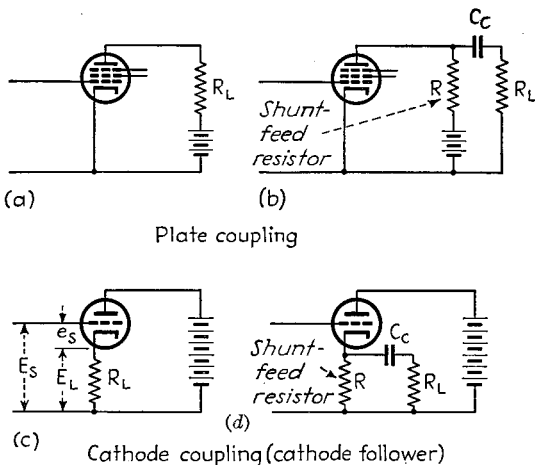 C_C
R_L
R
R_L
Shunt-
feed
resistor
(a)
(b)
Plate coupling
e_S
E_S
E_L
R_L
Shunt-
feed
resistor
R
C_C
R_L
(c)
(d)
Cathode coupling (cathode follower)